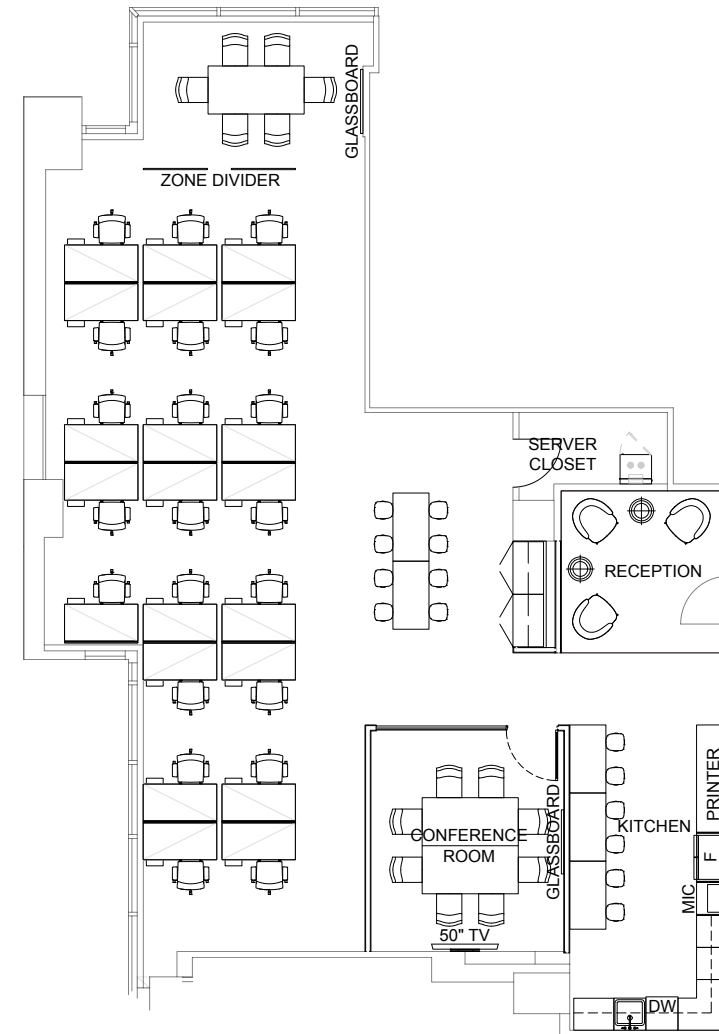 GLASSBOARD
ZONE DIVIDER
SERVER
CLOSET
RECEPTION
PRINTER
KITCHEN
GLASSBOARD
CONFERENCE
ROOM
F
MIC
50" TV
DW